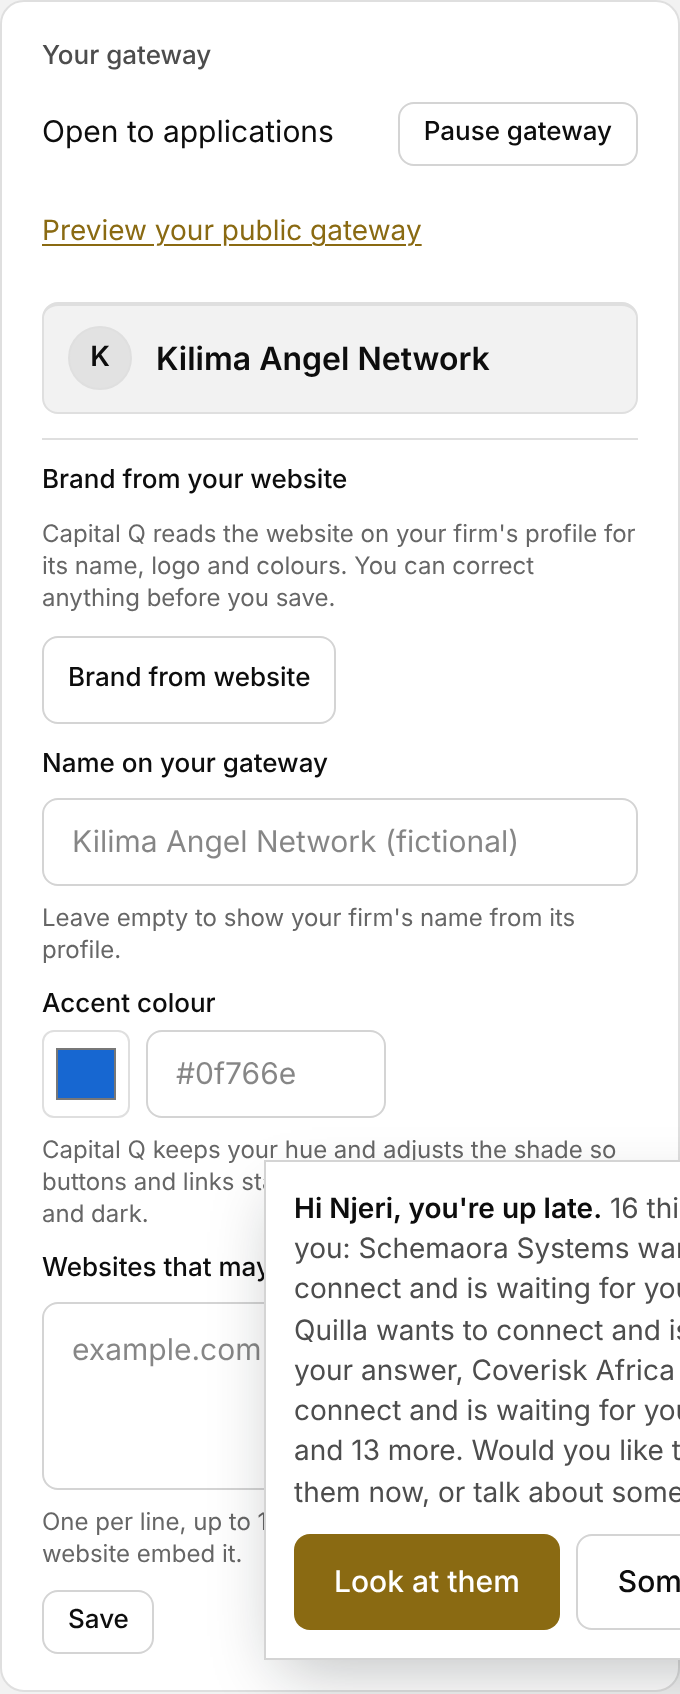 Your gateway
Open to applications
Pause gateway
Preview your public gateway
K
Kilima Angel Network
Brand from your website
Capital Q reads the website on your firm's profile for
its name, logo and colours. You can correct
anything before you save.
Brand from website
Name on your gateway
Kilima Angel Network (fictional)
Leave empty to show your firm's name from its
profile.
Accent colour
#0f766e
Capital Q keeps your hue and adjusts the shade so
buttons and links
and dark.
Websites that may
example.com
One per line, up to
website embed it.
Save
Hi Njeri, you're up late. 16
you: Schemaora Systems
connect and is waiting for
Quilla wants to connect and
your answer, Coverisk Africa
connect and is waiting for
and 13 more. Would you like
them now, or talk about
Look at them